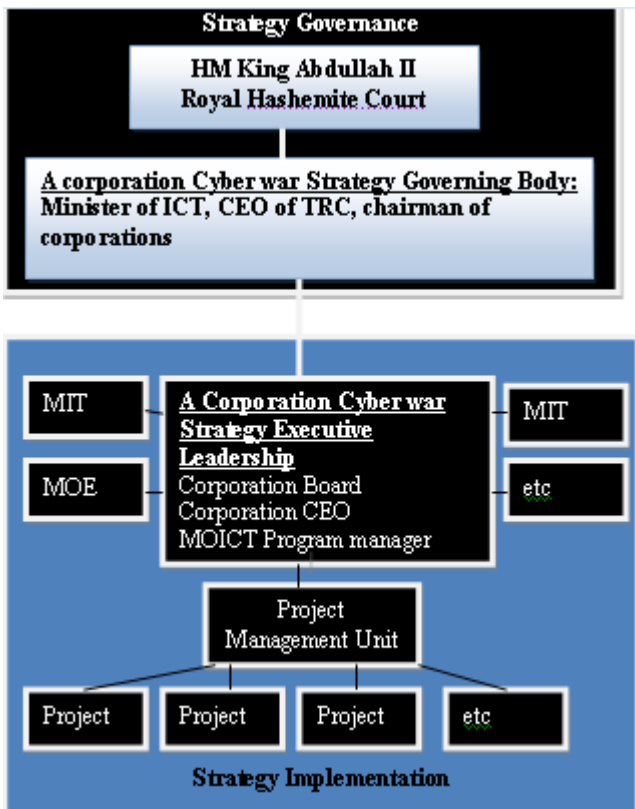 Strategy Governance
HM King Abdullah II
Royal Hashemite Court
A corporation Cyber war Strategy Governing Body:
Minister of ICT, CEO of TRC, chairman of
corporations
MIT
A Corporation Cyber war
Strategy Executive
Leadership
Corporation Board
Corporation CEO
MOICT Program manager
MIT
MOE
etc
Project
Management Unit
Project
Project
Project
etc
Strategy Implementation